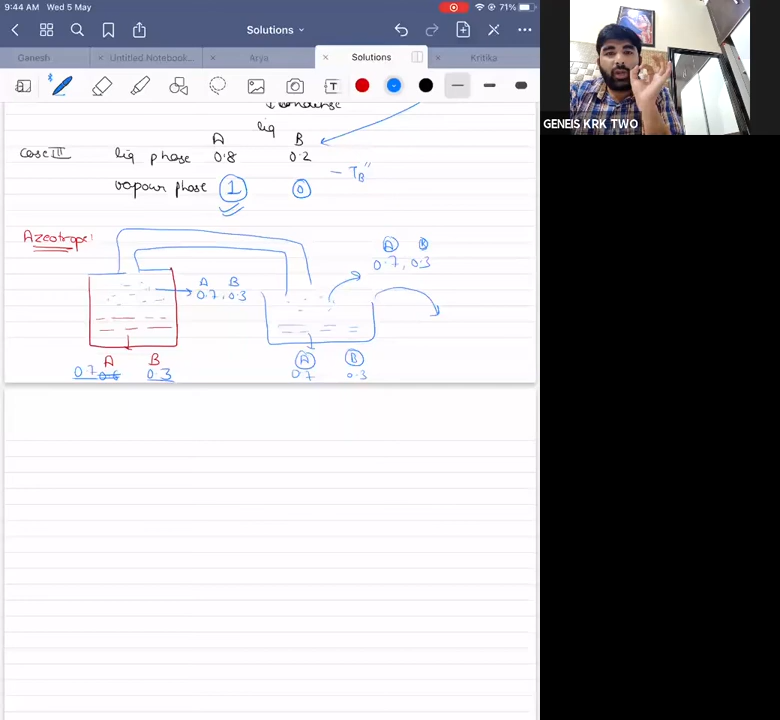 9:44 AM Wed 5 May
71%
Solutions
Ganesh
Untitled Notebook...
Arya
Solutions
Kritika
GENEIS KRK TWO
condense
liq
A B
Case III liq phase 0.8 0.2
vapour phase 1 0 - TB"
Azeotrope:
A B
0.7, 0.3
A B
0.7, 0.3
A B
0.7 0.3
A B
0.7 0.3